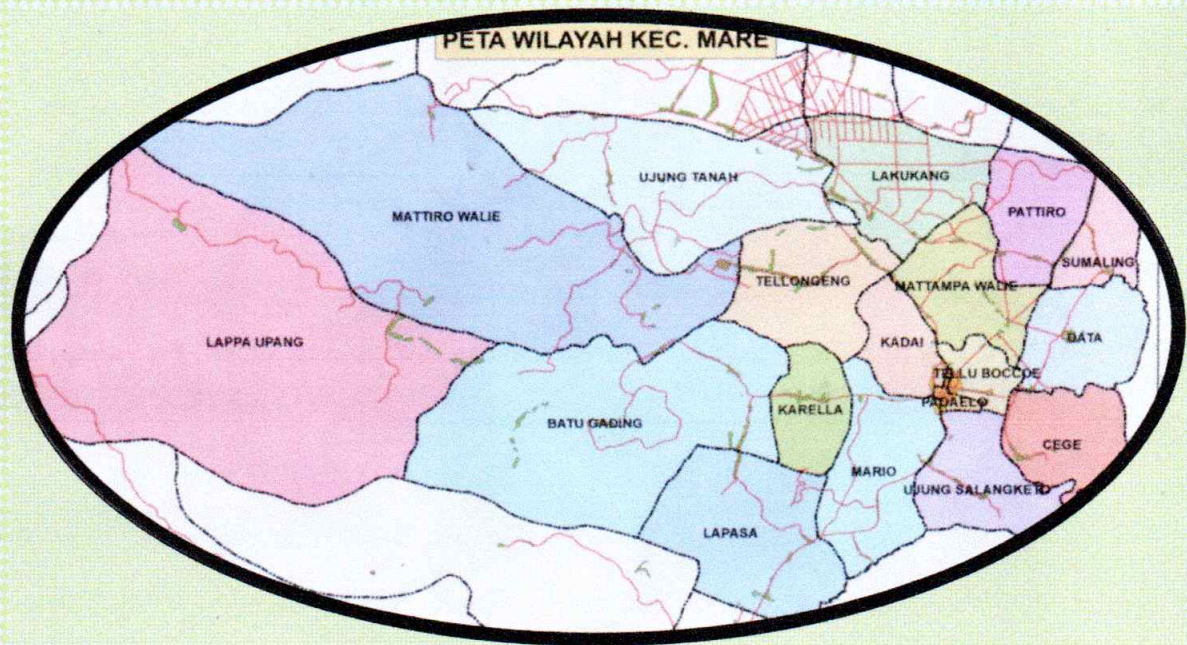 PETA WILAYAH KEC. MARE
UJUNG TANAH
LAKUKANG
MATTIRO WALIE
PATTIRO
SUMALING
TELLONGENG
MATTAMPA WALIE
LAPPA UPANG
KADAI
DATA
TELLU BOCCOE
PADAELO
KARELLA
BATU GADING
CEGE
MARIO
UJUNG SALANGKETO
LAPASA